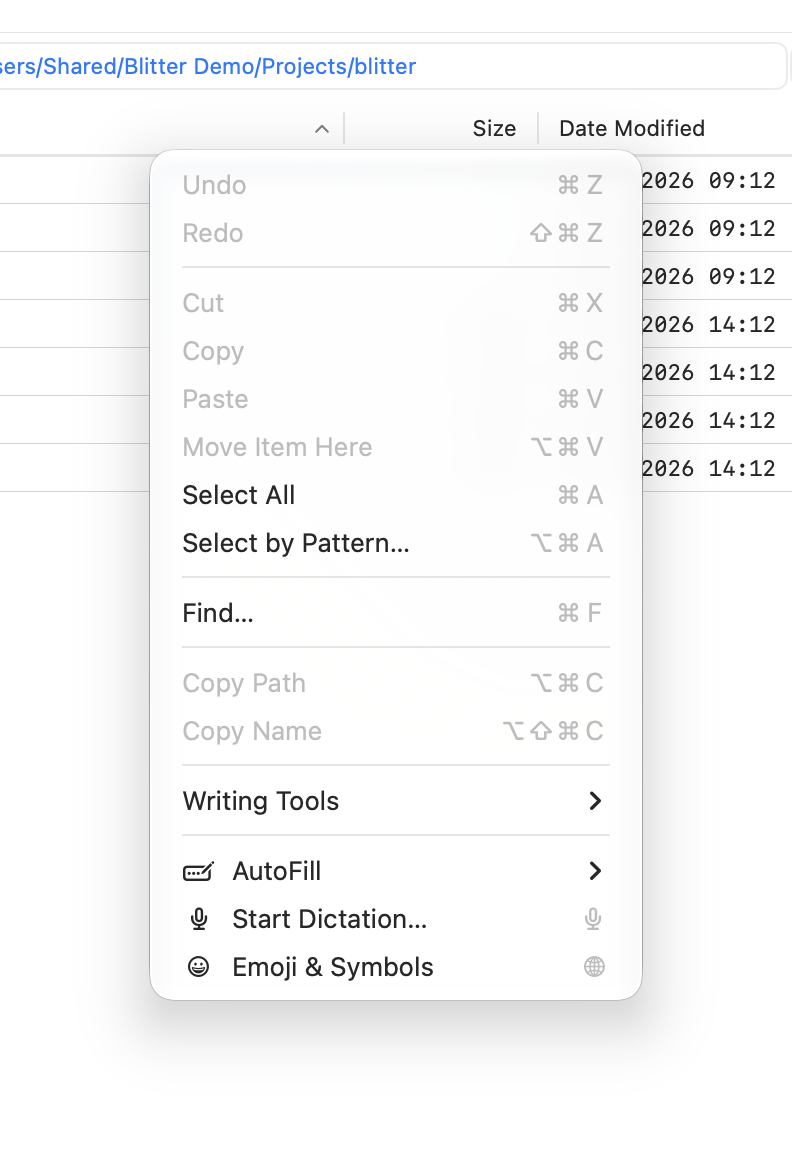 sers/Shared/Blitter Demo/Projects/blitter
Size Date Modified
Undo ⌘ Z
Redo ⇧ ⌘ Z
Cut ⌘ X
Copy ⌘ C
Paste ⌘ V
Move Item Here ⌥ ⌘ V
Select All ⌘ A
Select by Pattern... ⌥ ⌘ A
Find... ⌘ F
Copy Path ⌥ ⌘ C
Copy Name ⌥ ⇧ ⌘ C
Writing Tools
AutoFill
Start Dictation...
Emoji & Symbols
2026 09:12
2026 09:12
2026 09:12
2026 14:12
2026 14:12
2026 14:12
2026 14:12